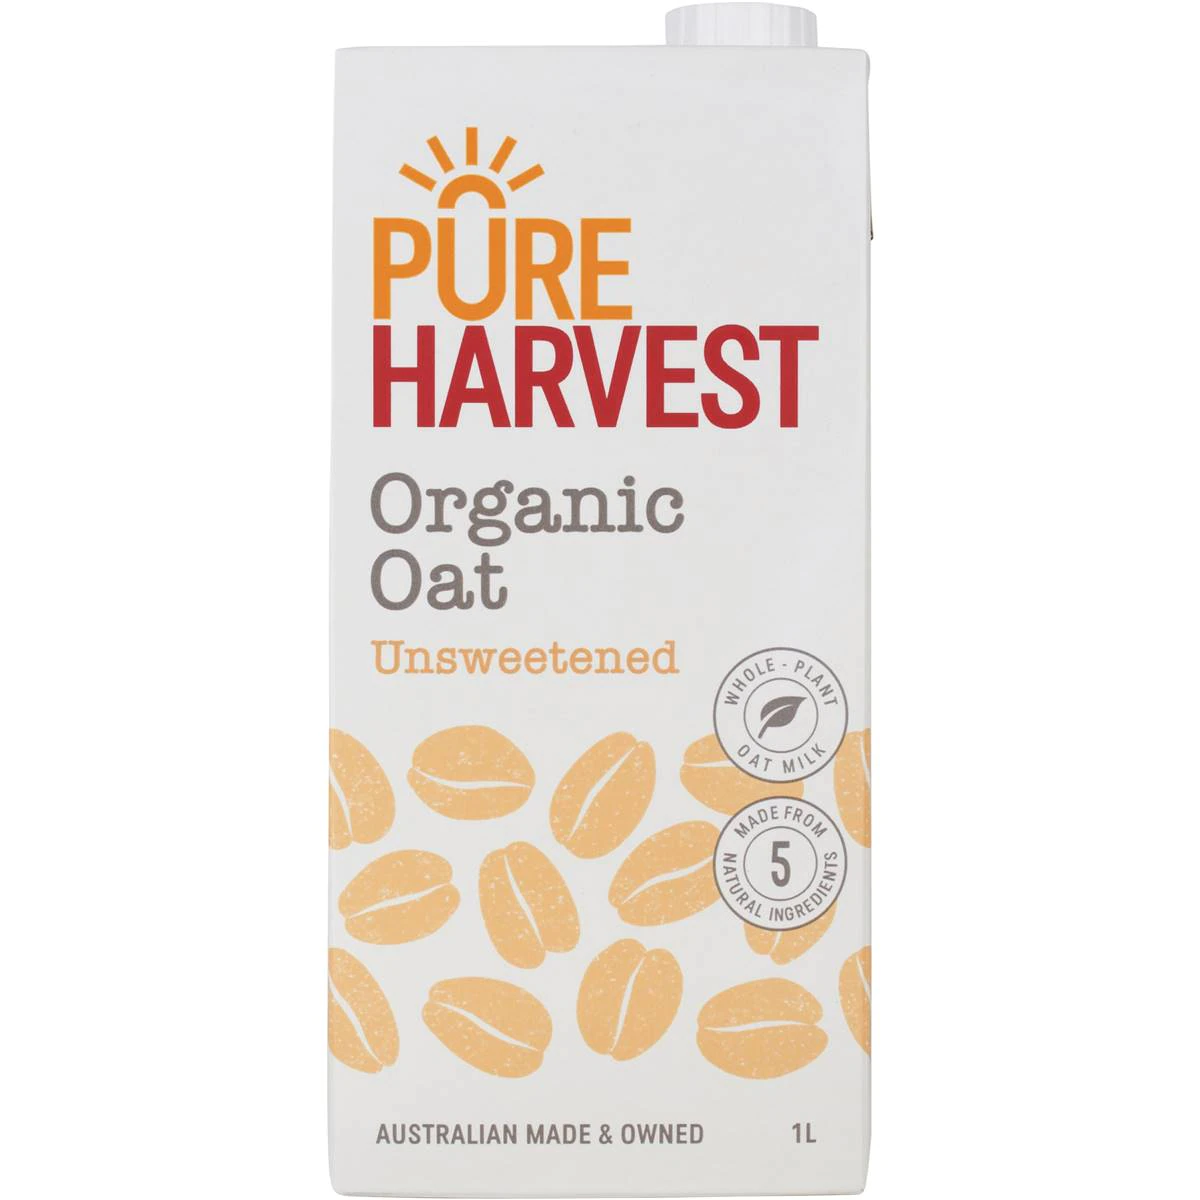 PURE
HARVEST
Organic
Oat
Unsweetened
WHOLE - PLANT
OAT MILK
MADE FROM
5
NATURAL INGREDIENTS
AUSTRALIAN MADE & OWNED 1L